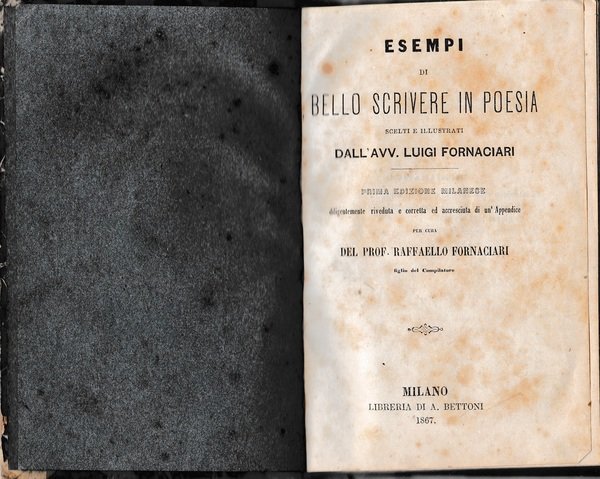 ESEMPI
DI
BELLO SCRIVERE IN POESIA
SCELTI E ILLUSTRATI
DALL'AVV. LUIGI FORNACIARI
PRIMA EDIZIONE MILANESE
diligentemente riveduta e corretta ed accresciuta di un' Appendice
PER CURA
DEL PROF. RAFFAELLO FORNACIARI
figlio del Compilatore
MILANO
LIBRERIA DI A. BETTONI
1867.